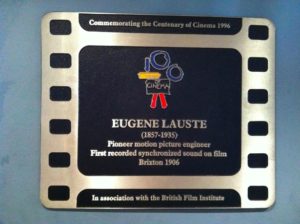 Commemorating the Centenary of Cinema 1996
100
CINEMA
EUGENE LAUSTE
(1857-1935)
Pioneer motion picture engineer
First recorded synchronized sound on film
Brixton 1906
In association with the British Film Institute